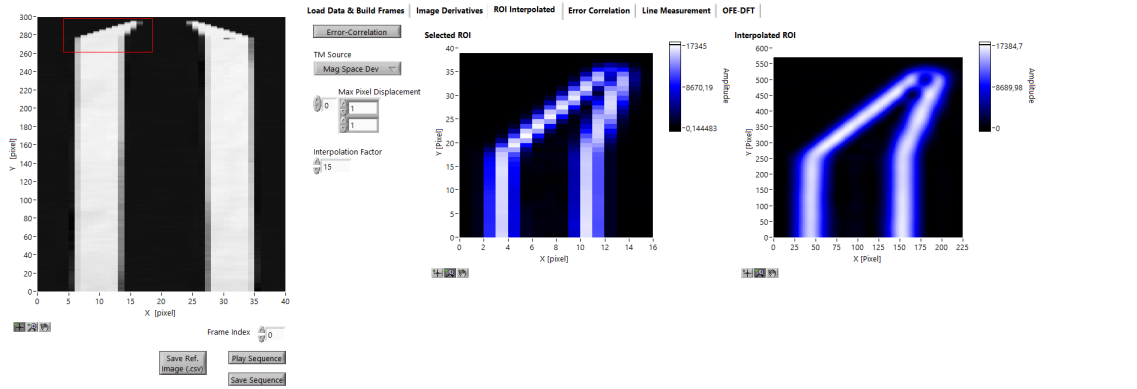 Load Data & Build Frames Image Derivatives ROI Interpolated Error Correlation Line Measurement OFE-DFT
300
280
260
240
220
200
180
160
140
120
100
80
60
40
20
0
Y [pixel]
0 5 10 15 20 25 30 35 40
X [pixel]
Frame Index 0
Save Ref. Image (.csv)
Play Sequence
Save Sequence
Error-Correlation
TM Source
Mag Space Dev
Max Pixel Displacement
0 1
1
Interpolation Factor
15
Selected ROI
40
35
30
25
20
15
10
5
0
Y [Pixel]
0 2 4 6 8 10 12 14 16
X [pixel]
17345
8670,19
0,144483
Amplitude
Interpolated ROI
600
550
500
450
400
350
300
250
200
150
100
50
0
Y [Pixel]
0 25 50 75 100 125 150 175 200 225
X [Pixel]
17384,7
8689,98
0
Amplitude